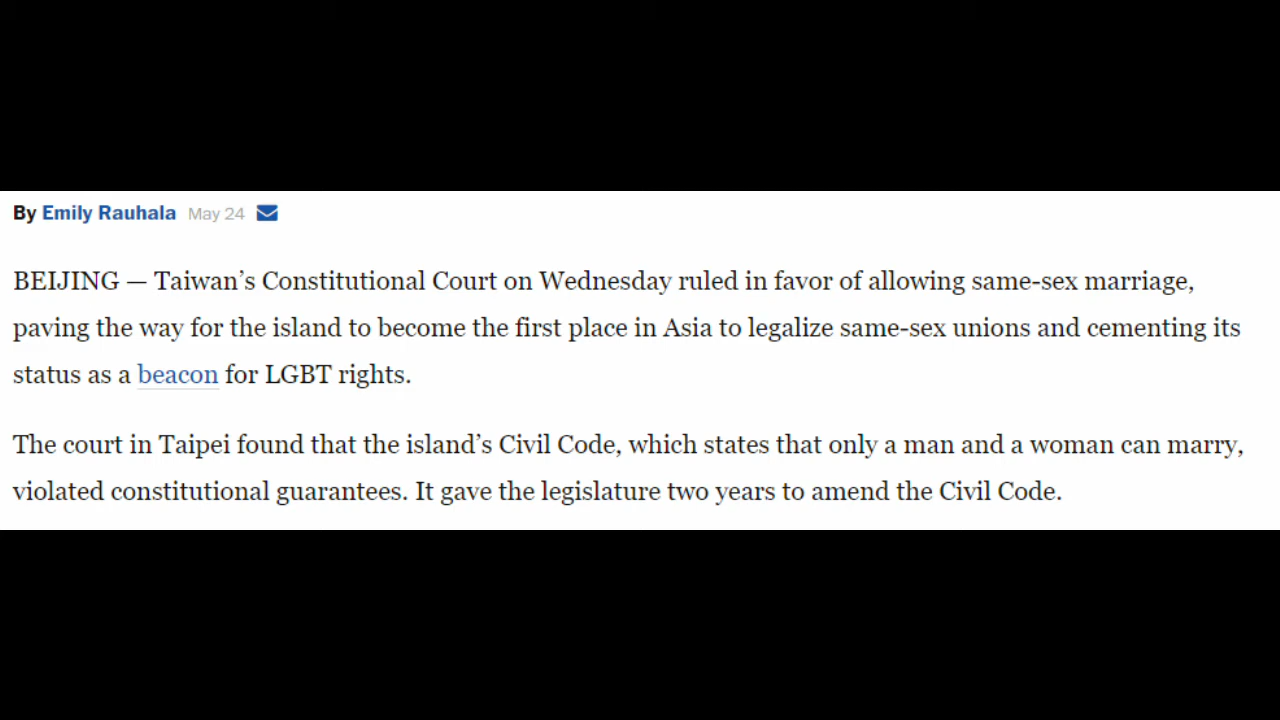 By Emily Rauhala May 24
BEIJING — Taiwan’s Constitutional Court on Wednesday ruled in favor of allowing same-sex marriage,
paving the way for the island to become the first place in Asia to legalize same-sex unions and cementing its
status as a beacon for LGBT rights.
The court in Taipei found that the island’s Civil Code, which states that only a man and a woman can marry,
violated constitutional guarantees. It gave the legislature two years to amend the Civil Code.